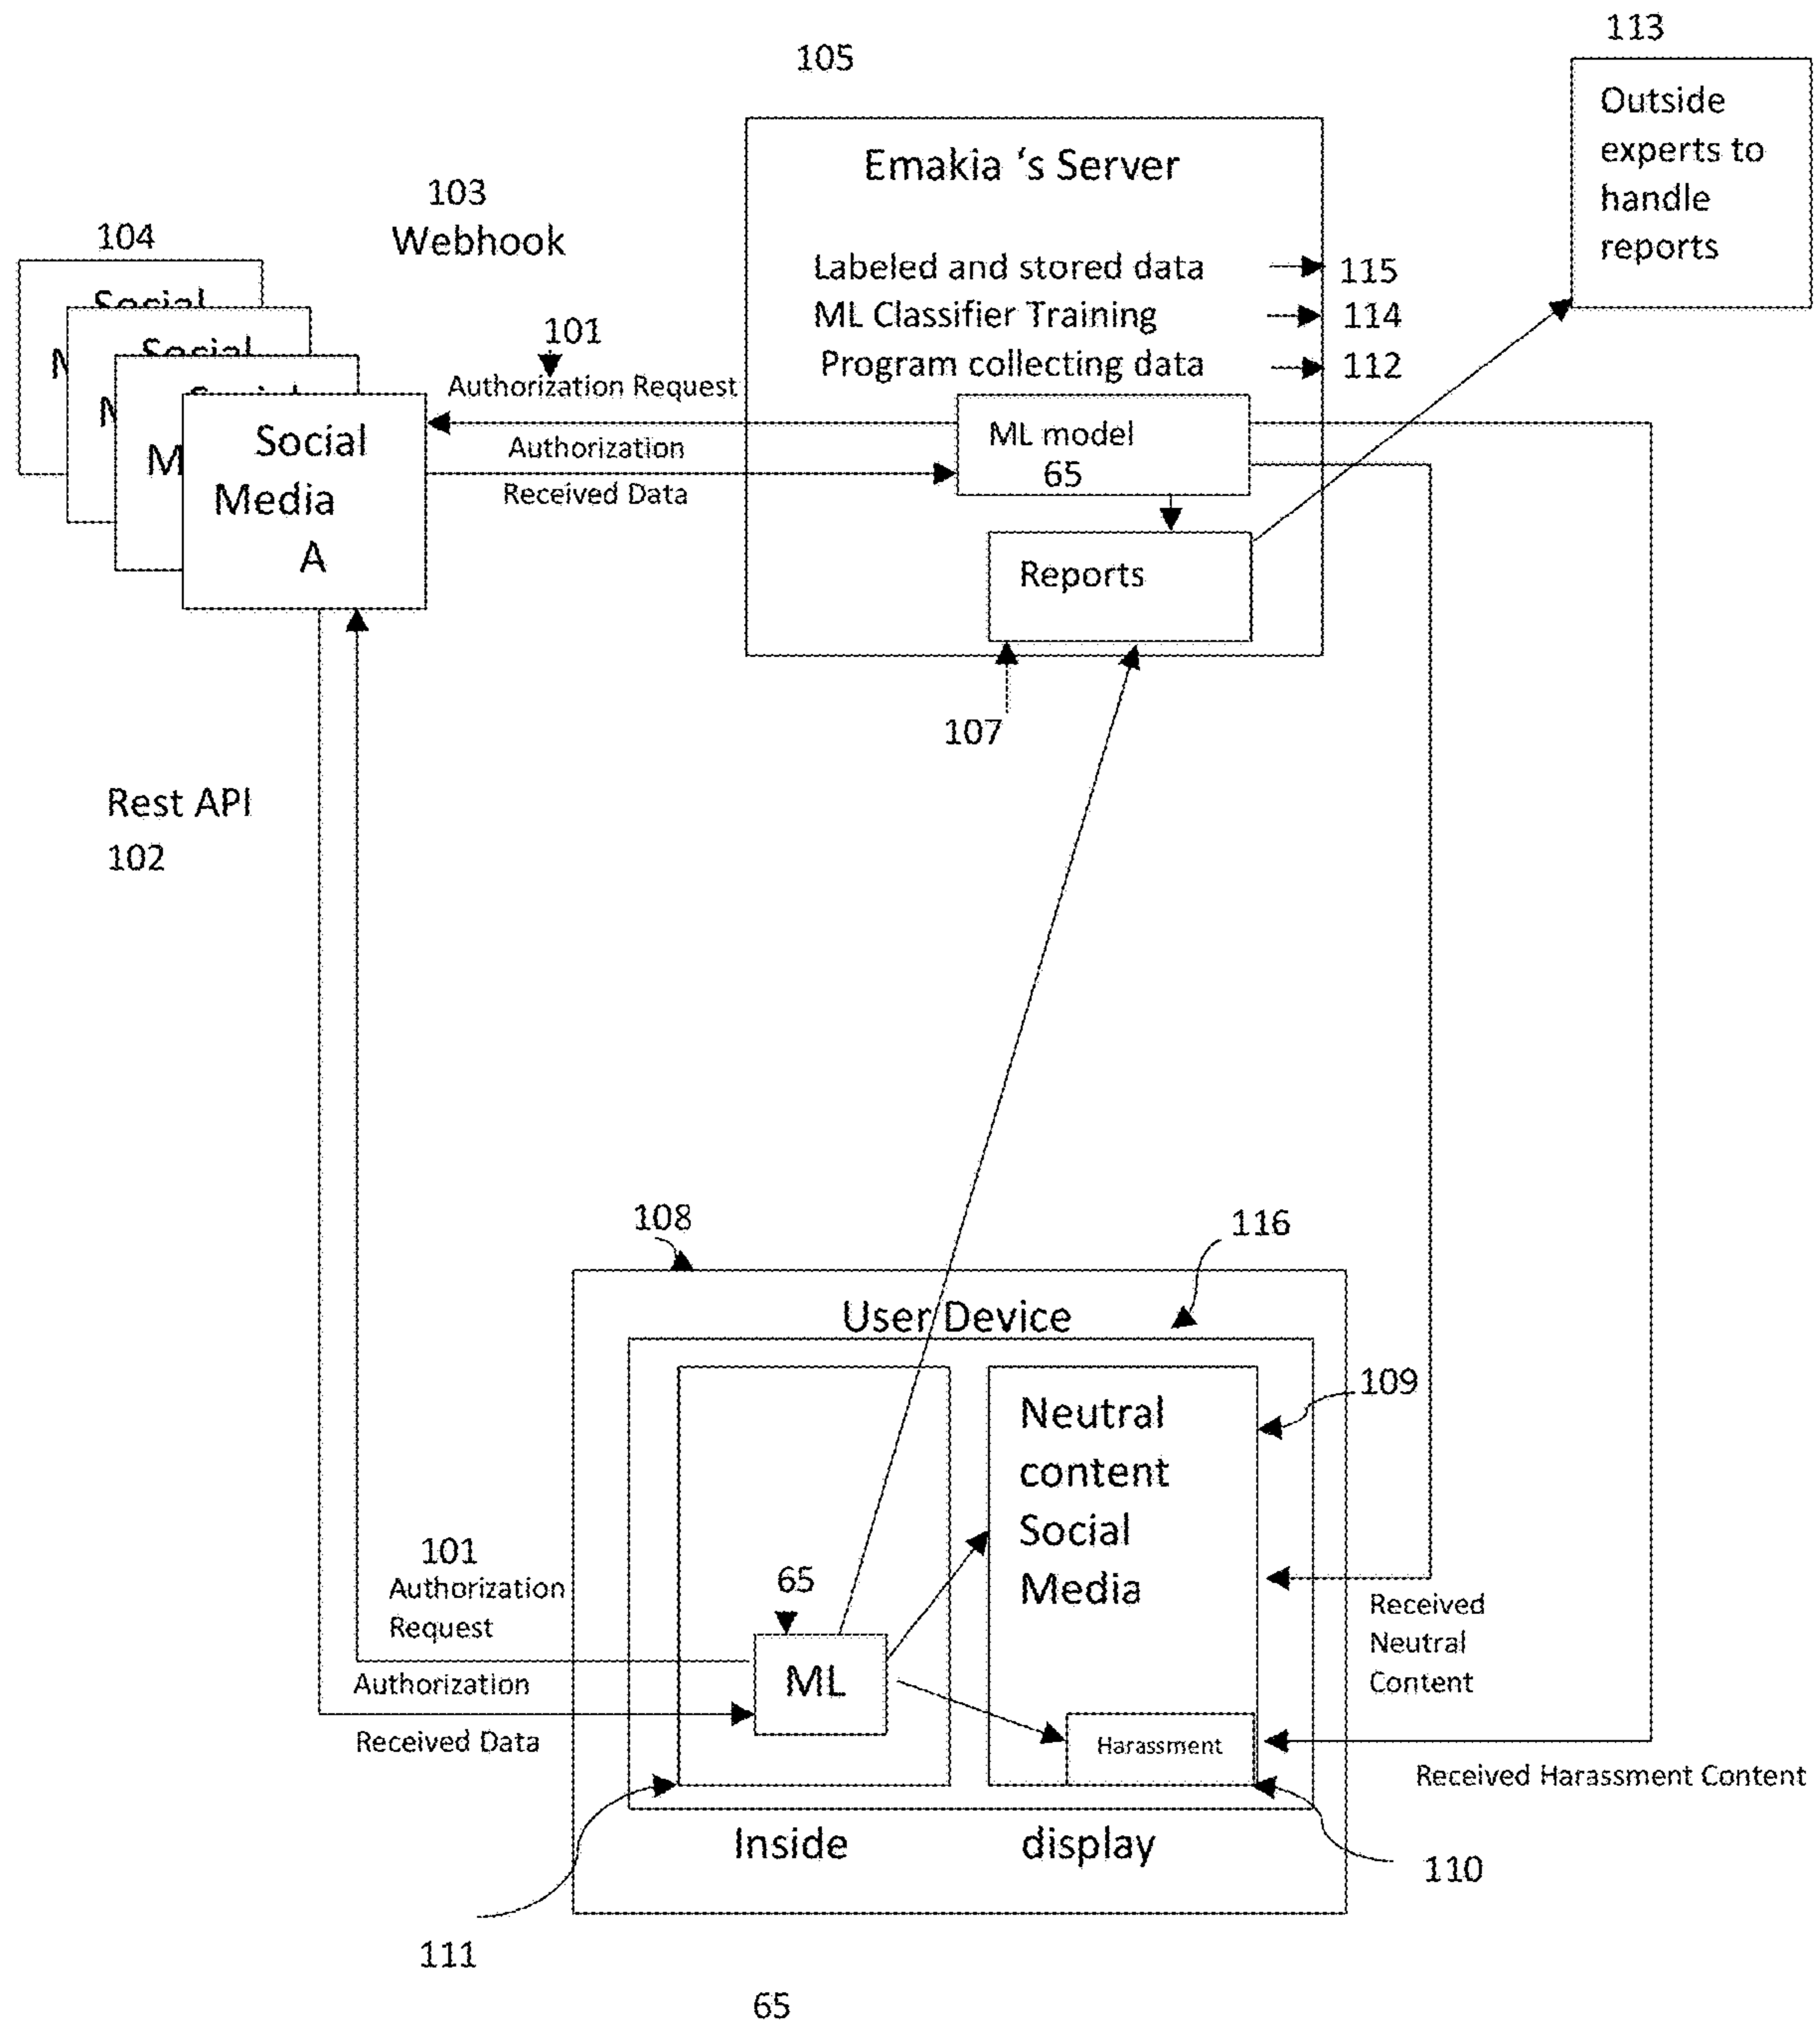 113
105
Outside
experts to
handle
reports
Emakia 's Server
103
Webhook
104
Labeled and stored data
115
ML Classifier Training
114
Program collecting data
112
Social
Social
M
M
M
101
Authorization Request
Authorization
Received Data
Social
Media
A
ML model
65
Reports
107
Rest API
102
108
116
User Device
109
Neutral
content
Social
Media
101
Authorization
Request
65
ML
Authorization
Received Data
Received
Neutral
Content
Harassment
Received Harassment Content
Inside
display
110
111
65